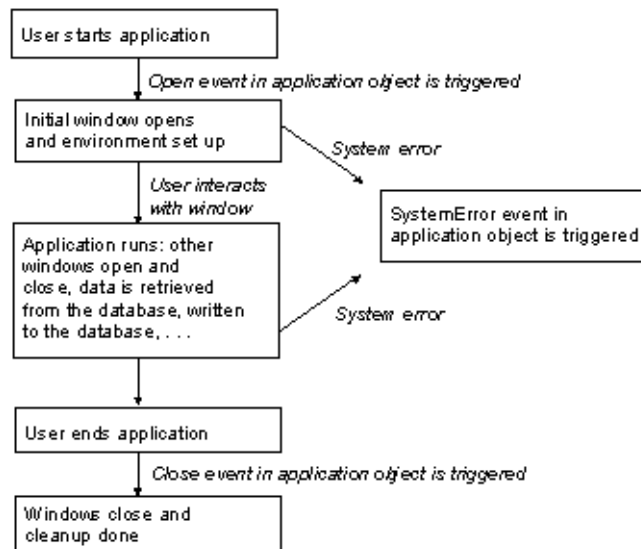 User starts application
Open event in application object is triggered
Initial window opens
and environment set up
System error
User interacts
with window
SystemError event in
application object is triggered
Application runs: other
windows open and
close, data is retrieved
from the database, written
to the database, . . .
System error
User ends application
Close event in application object is triggered
Windows close and
cleanup done